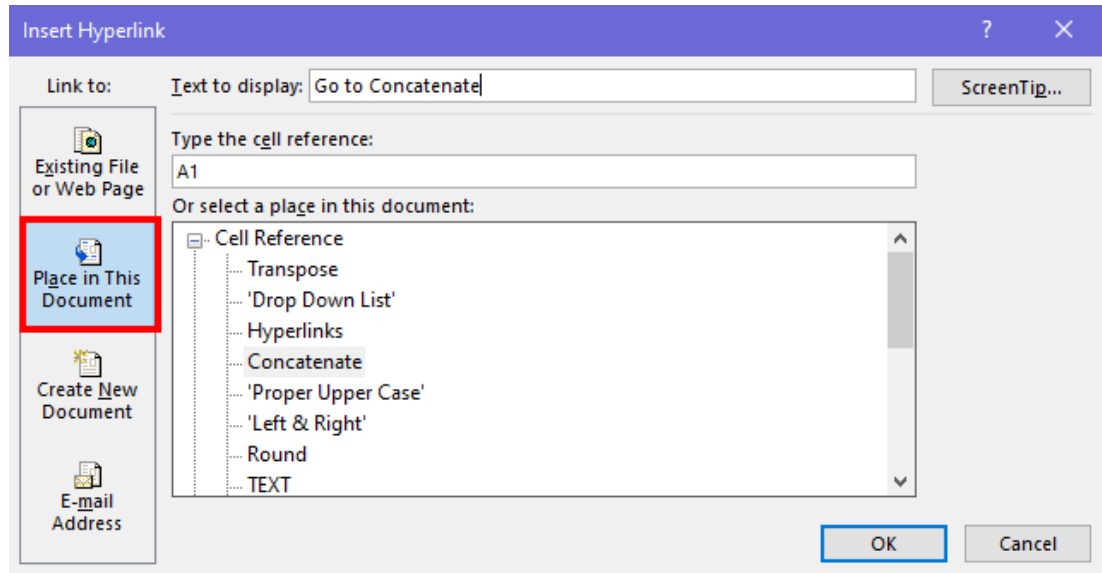 Insert Hyperlink
?
Link to:
Text to display: Go to Concatenate
ScreenTip...
Existing File
or Web Page
Place in This
Document
Create New
Document
E-mail
Address
Type the cell reference:
A1
Or select a place in this document:
Cell Reference
Transpose
'Drop Down List'
Hyperlinks
Concatenate
'Proper Upper Case'
'Left & Right'
Round
TEXT
OK
Cancel